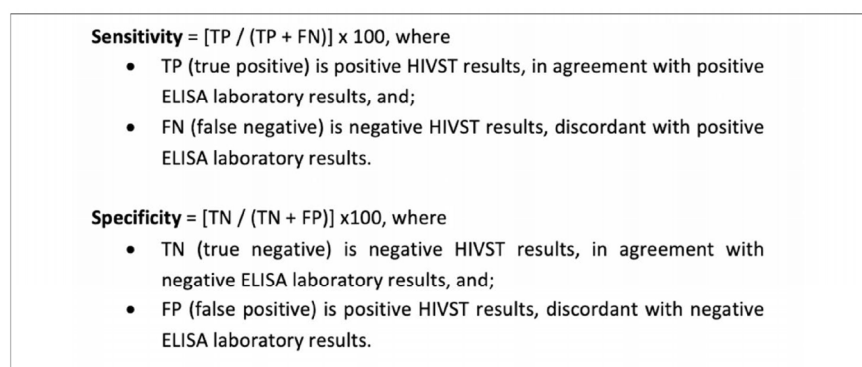 Sensitivity = [TP / (TP + FN)] x 100, where
• TP (true positive) is positive HIVST results, in agreement with positive
ELISA laboratory results, and;
• FN (false negative) is negative HIVST results, discordant with positive
ELISA laboratory results.
Specificity = [TN / (TN + FP)] x100, where
• TN (true negative) is negative HIVST results, in agreement with
negative ELISA laboratory results, and;
• FP (false positive) is positive HIVST results, discordant with negative
ELISA laboratory results.